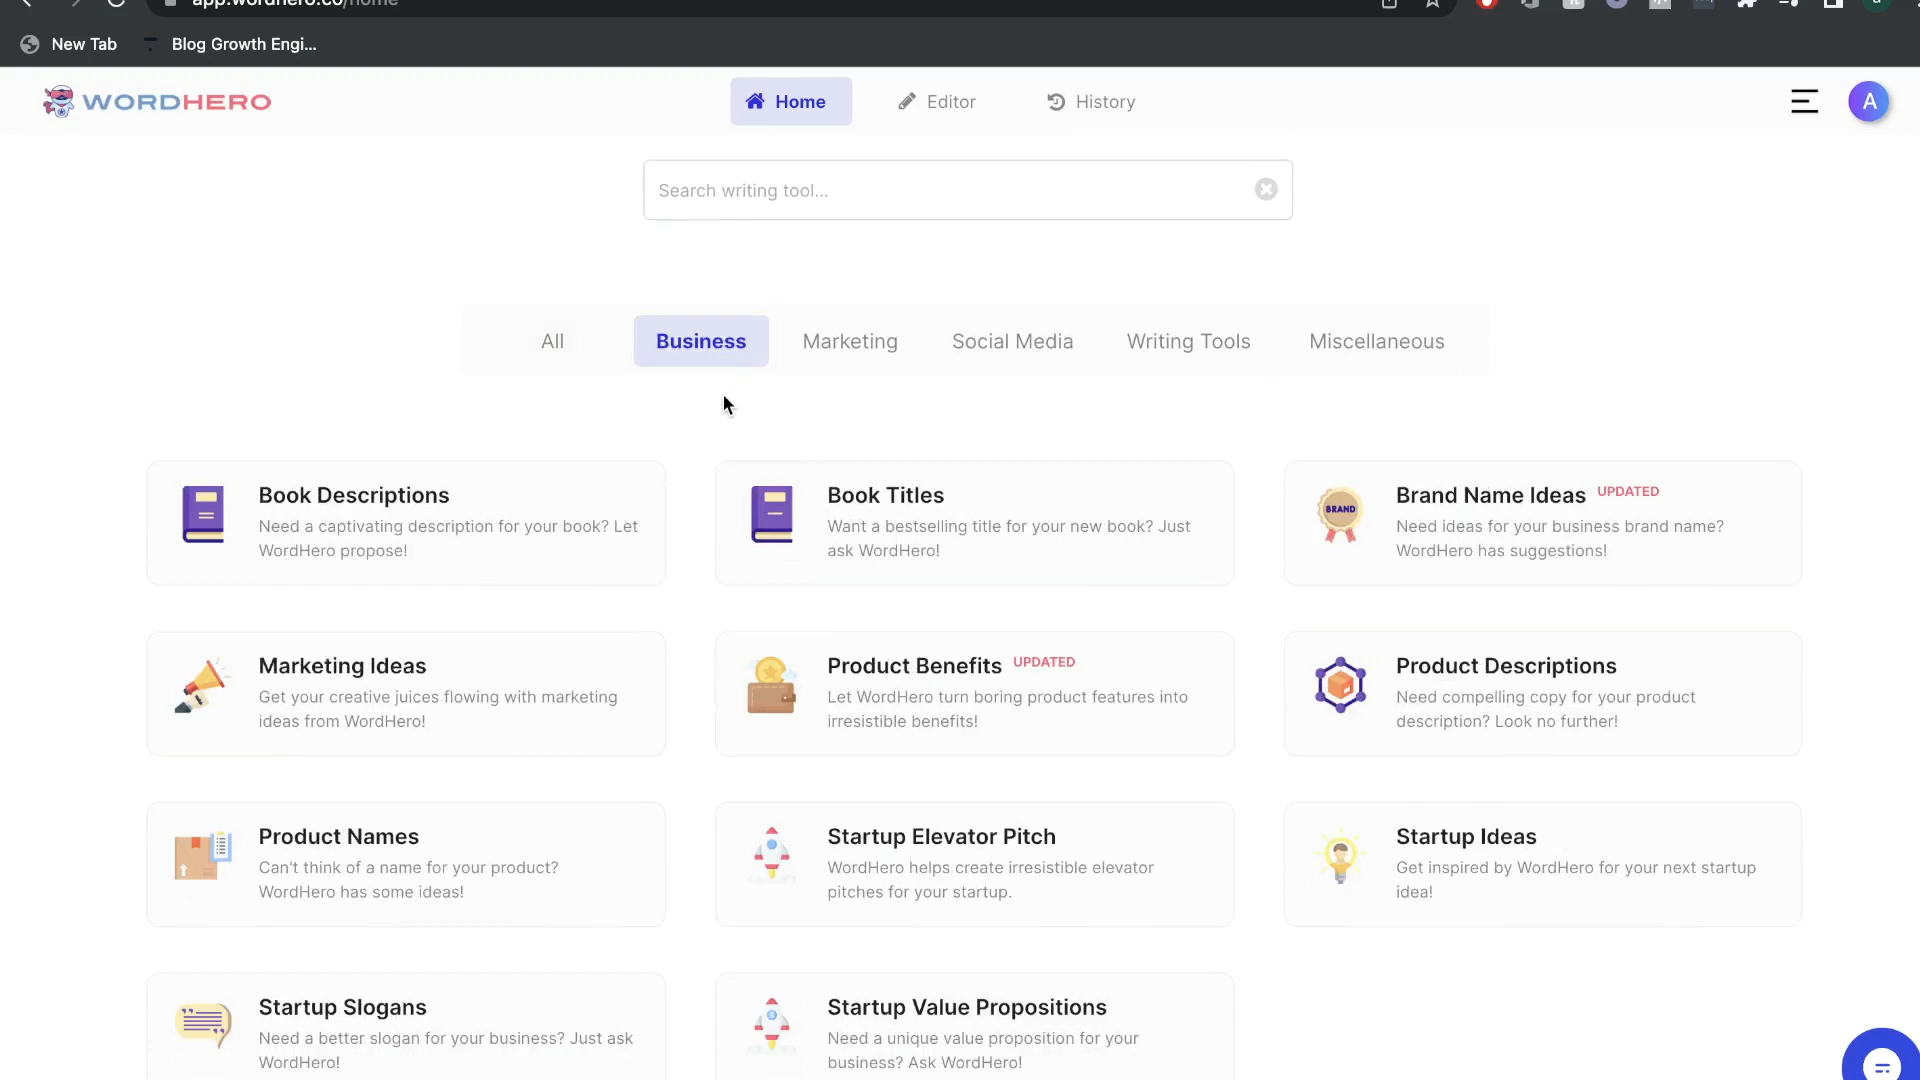 app.wordhero.co/home
New Tab
Blog Growth Engi...
WORDHERO
Home
Editor
History
A
Search writing tool...
All
Business
Marketing
Social Media
Writing Tools
Miscellaneous
Book Descriptions
Need a captivating description for your book? Let
WordHero propose!
Book Titles
Want a bestselling title for your new book? Just
ask WordHero!
BRAND
Brand Name Ideas UPDATED
Need ideas for your business brand name?
WordHero has suggestions!
Marketing Ideas
Get your creative juices flowing with marketing
ideas from WordHero!
Product Benefits UPDATED
Let WordHero turn boring product features into
irresistible benefits!
Product Descriptions
Need compelling copy for your product
description? Look no further!
Product Names
Can't think of a name for your product?
WordHero has some ideas!
Startup Elevator Pitch
WordHero helps create irresistible elevator
pitches for your startup.
Startup Ideas
Get inspired by WordHero for your next startup
idea!
Startup Slogans
Need a better slogan for your business? Just ask
WordHero!
Startup Value Propositions
Need a unique value proposition for your
business? Ask WordHero!